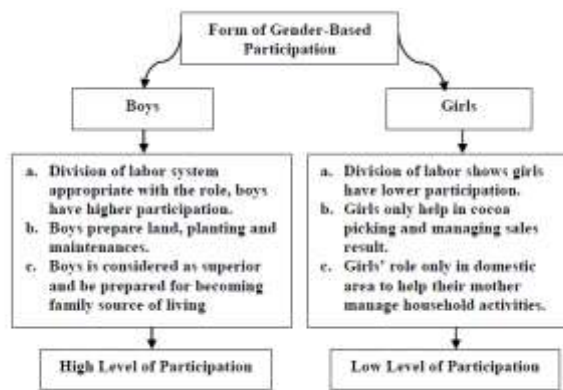 Form of Gender-Based
Participation
Boys
Girls
a. Division of labor system
appropriate with the role, boys
have higher participation.
b. Boys prepare land, planting and
maintenances.
c. Boys is considered as superior
and be prepared for becoming
family source of living
a. Division of labor shows girls
have lower participation.
b. Girls only help in cocoa
picking and managing sales
result.
c. Girls' role only in domestic
area to help their mother
manage household activities.
High Level of Participation
Low Level of Participation